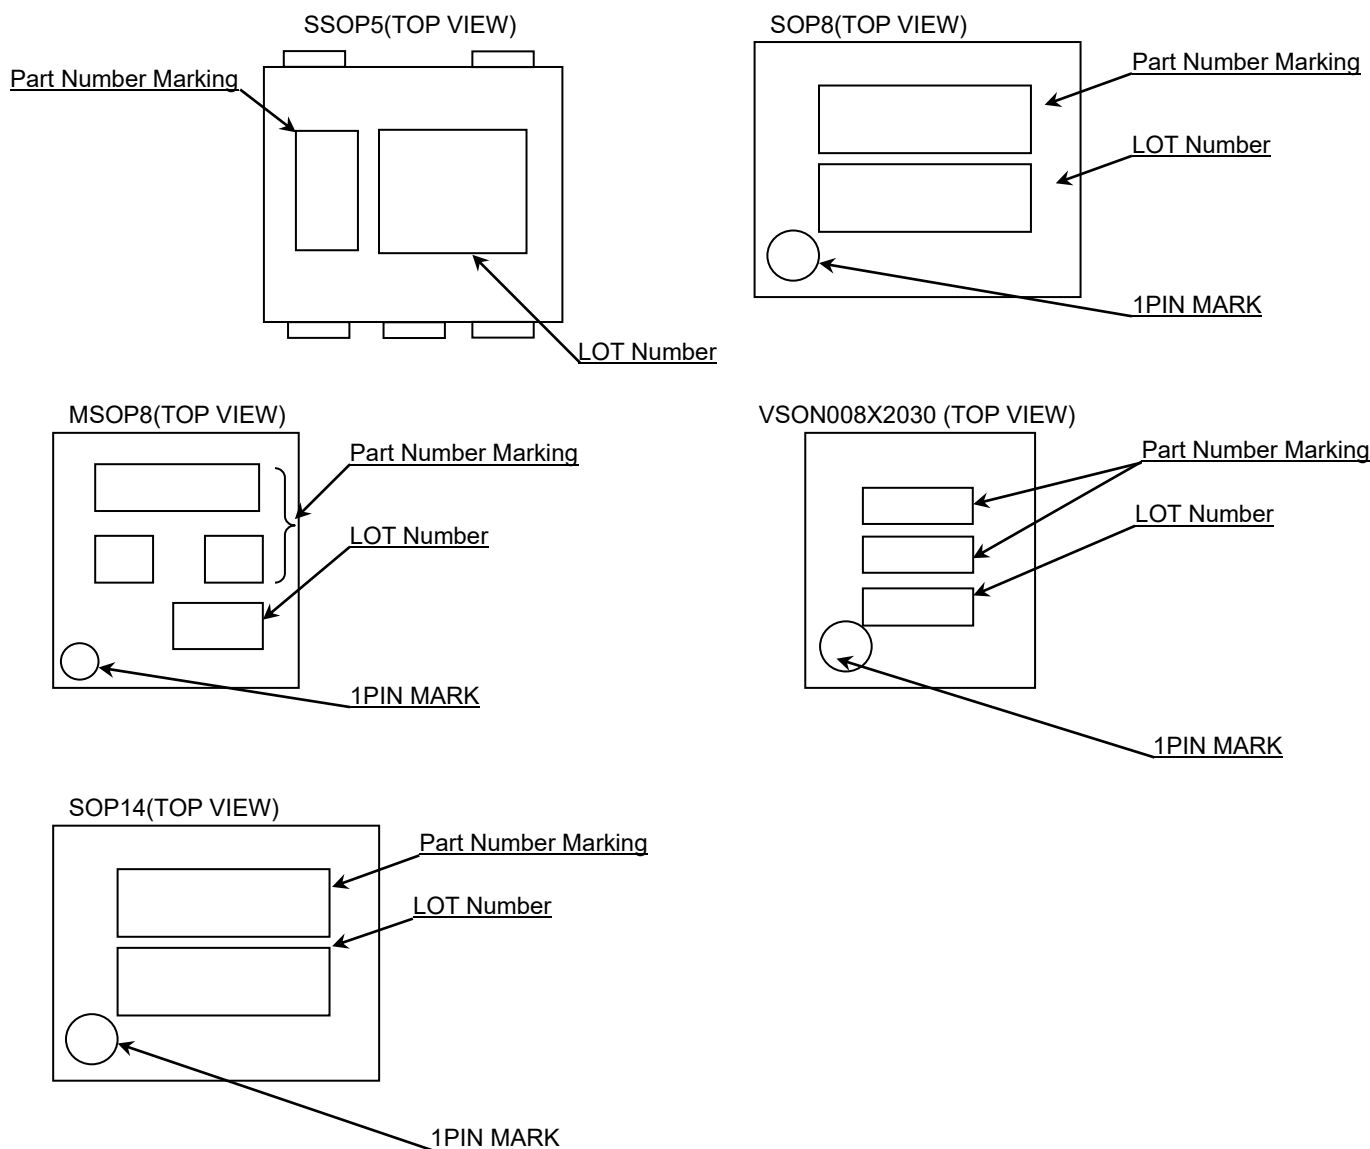 SSOP5(TOP VIEW)
Part Number Marking
LOT Number
SOP8(TOP VIEW)
Part Number Marking
LOT Number
1PIN MARK
MSOP8(TOP VIEW)
Part Number Marking
LOT Number
1PIN MARK
VSON008X2030 (TOP VIEW)
Part Number Marking
LOT Number
1PIN MARK
SOP14(TOP VIEW)
Part Number Marking
LOT Number
1PIN MARK